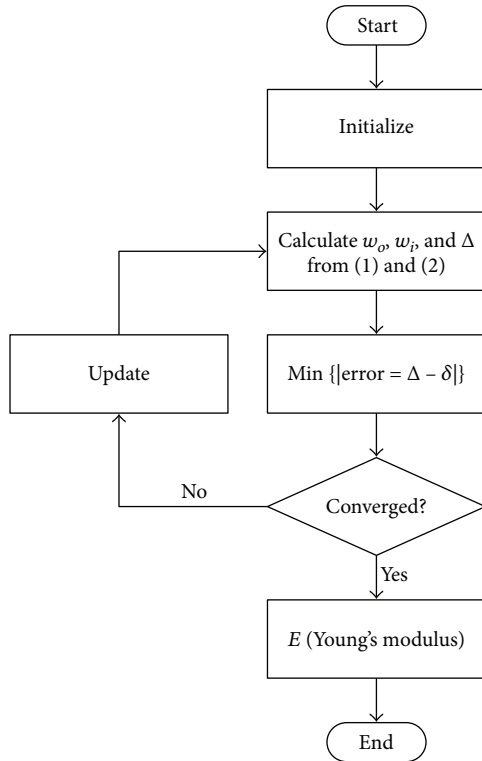 Start
Initialize
Calculate w_o, w_i, and Δ
from (1) and (2)
Min {|error = Δ – δ|}
Update
Converged?
No
Yes
E (Young's modulus)
End